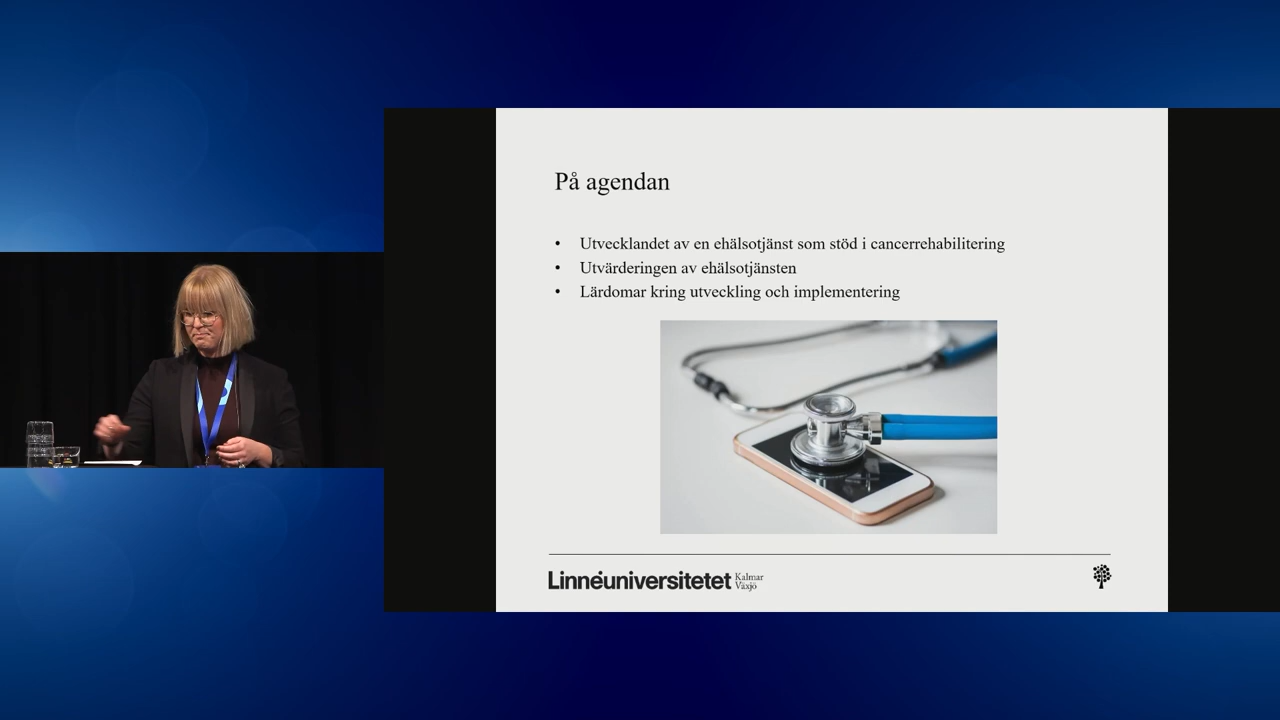 På agendan
• Utvecklandet av en ehälsotjänst som stöd i cancerrehabilitering
• Utvärderingen av ehälsotjänsten
• Lärdomar kring utveckling och implementering
Linnéuniversitetet Kalmar
Växjö